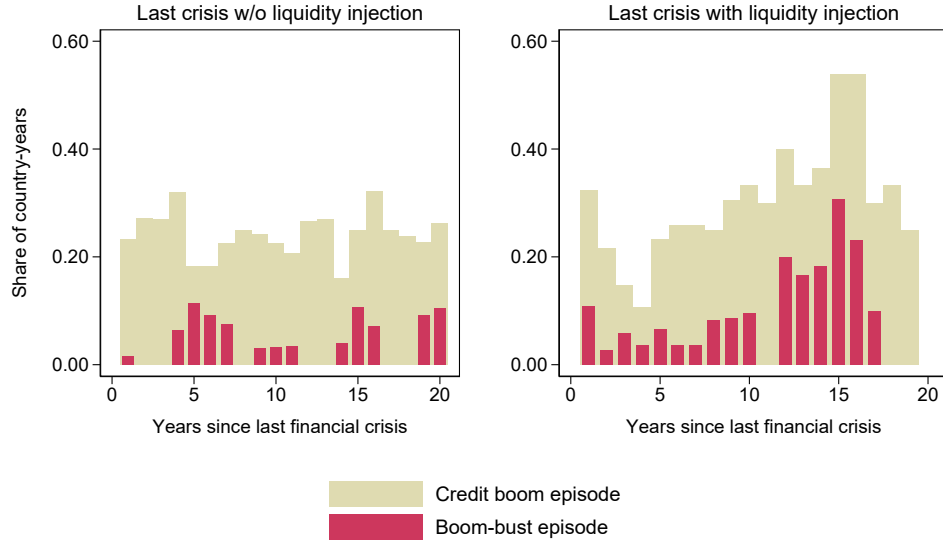 Last crisis w/o liquidity injection
Last crisis with liquidity injection
Share of country-years
0.60
0.40
0.20
0.00
0 5 10 15 20
Years since last financial crisis
0.60
0.40
0.20
0.00
0 5 10 15 20
Years since last financial crisis
Credit boom episode
Boom-bust episode